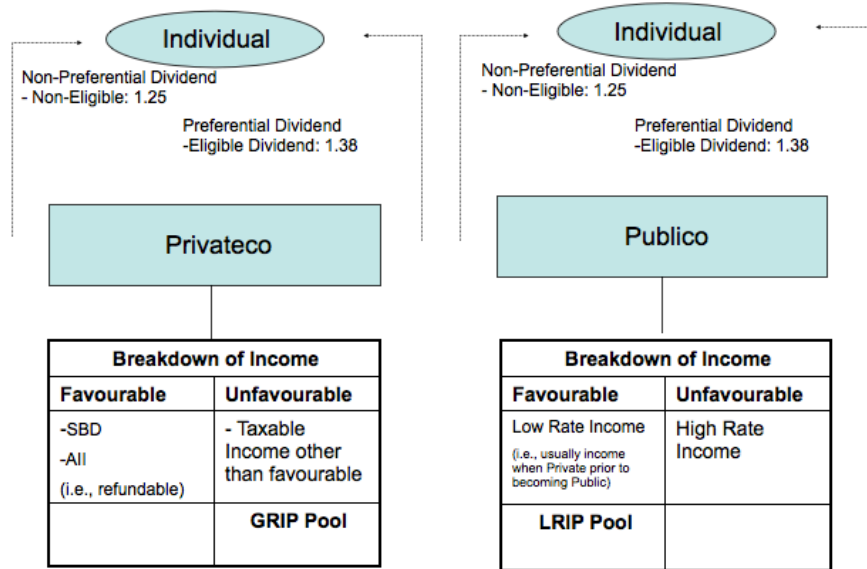 Individual
Non-Preferential Dividend
- Non-Eligible: 1.25
Preferential Dividend
-Eligible Dividend: 1.38
Privateco
Breakdown of Income
Favourable
Unfavourable
-SBD
-AII
(i.e., refundable)
- Taxable
Income other
than favourable
GRIP Pool
Individual
Non-Preferential Dividend
- Non-Eligible: 1.25
Preferential Dividend
-Eligible Dividend: 1.38
Publico
Breakdown of Income
Favourable
Unfavourable
Low Rate Income
(i.e., usually income
when Private prior to
becoming Public)
High Rate
Income
LRIP Pool